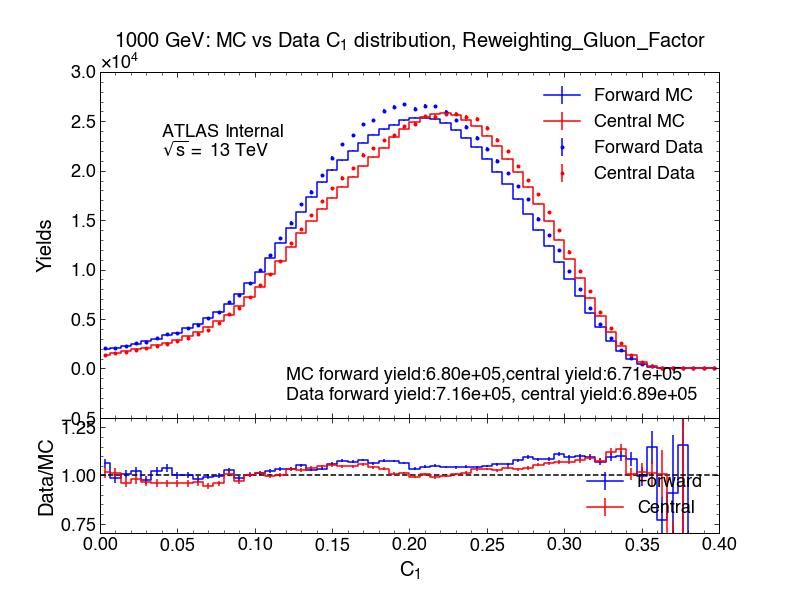 1000 GeV: MC vs Data C1 distribution, Reweighting_Gluon_Factor
×10^4
3.0
2.5
2.0
1.5
1.0
0.5
0.0
−0.5
Yields
ATLAS Internal
√s = 13 TeV
Forward MC
Central MC
Forward Data
Central Data
MC forward yield:6.80e+05,central yield:6.71e+05
Data forward yield:7.16e+05, central yield:6.89e+05
1.25
1.00
0.75
Data/MC
Forward
Central
0.00 0.05 0.10 0.15 0.20 0.25 0.30 0.35 0.40
C1